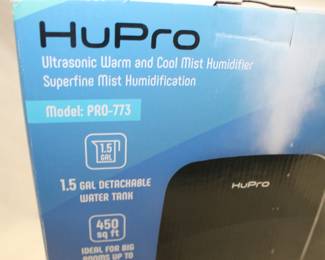 HuPro
Ultrasonic Warm and Cool Mist Humidifier
Superfine Mist Humidification
Model: PRO-773
1.5
GAL
1.5 GAL DETACHABLE
WATER TANK
HuPro
450
sq ft
IDEAL FOR BIG
ROOMS UP TO